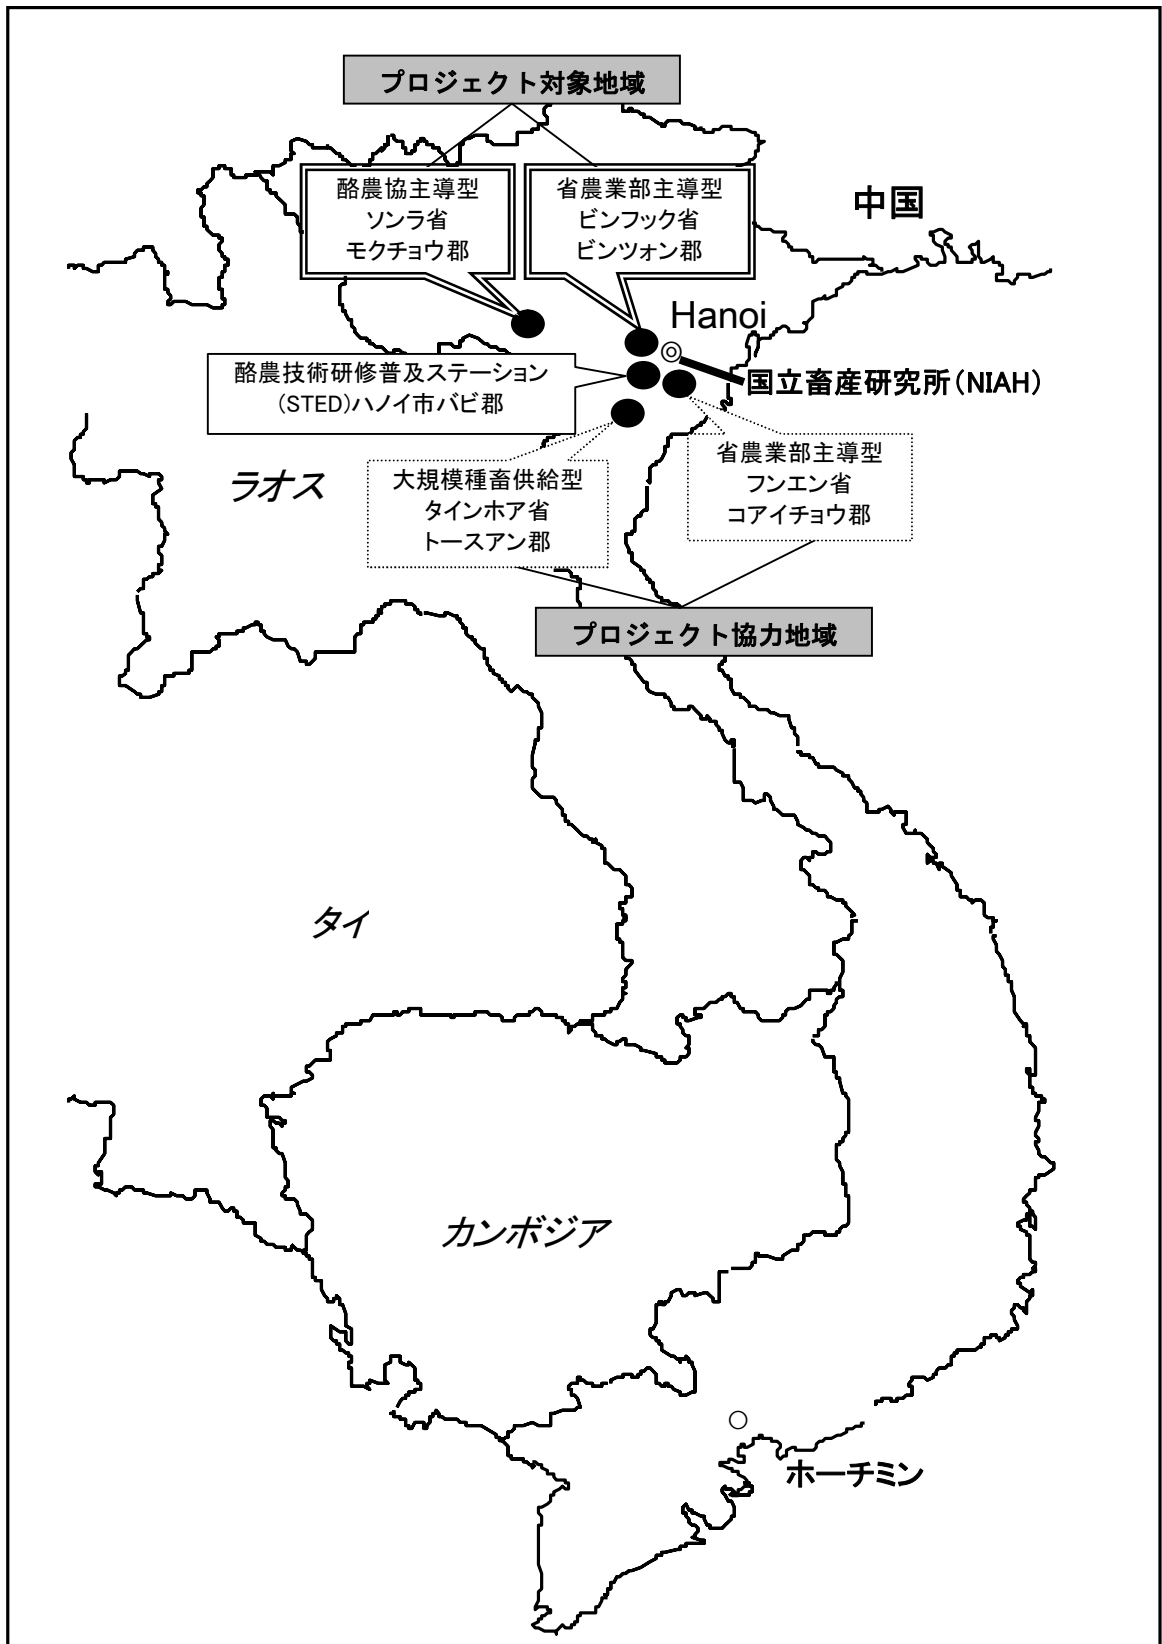 プロジェクト対象地域
酪農協主導型
ソンラ省
モクチョウ郡
省農業部主導型
ビンフック省
ビンツォン郡
中国
Hanoi
◎
国立畜産研究所(NIAH)
酪農技術研修普及ステーション
(STED)ハノイ市バビ郡
ラオス
大規模種畜供給型
タインホア省
トースアン郡
省農業部主導型
フンエン省
コアイチョウ郡
プロジェクト協力地域
タイ
カンボジア
○
ホーチミン